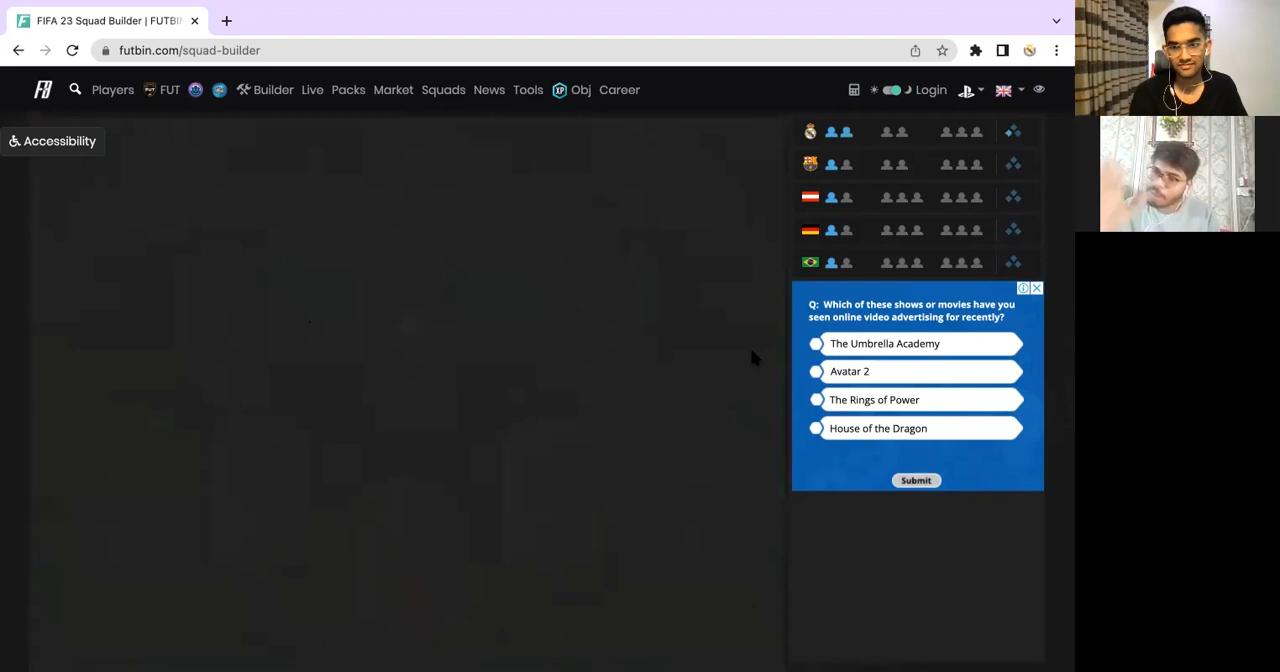 FIFA 23 Squad Builder | FUTBI
futbin.com/squad-builder
Players FUT Builder Live Packs Market Squads News Tools XP Obj Career Login
Accessibility
Q: Which of these shows or movies have you
seen online video advertising for recently?
The Umbrella Academy
Avatar 2
The Rings of Power
House of the Dragon
Submit